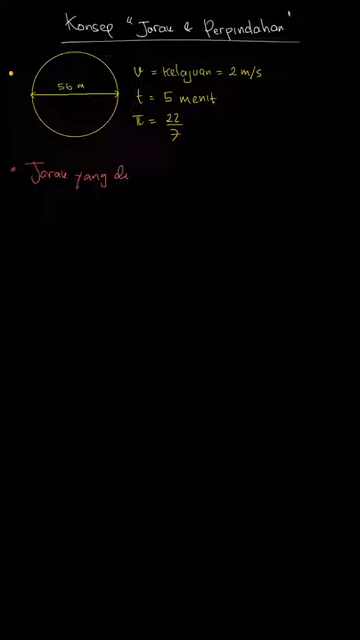 Konsep "Jarak & Perpindahan"
56 m
v = kelajuan = 2 m/s
t = 5 menit
π = 22/7
Jarak yang di